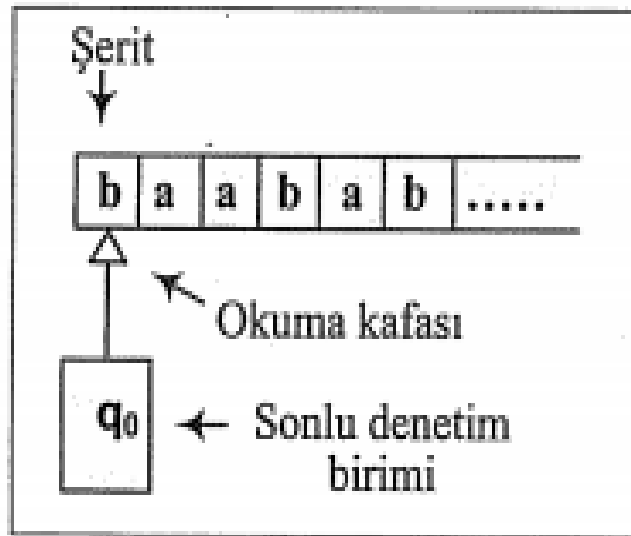 Şerit
b a a b a b .....
Okuma kafası
q₀
Sonlu denetim
birimi